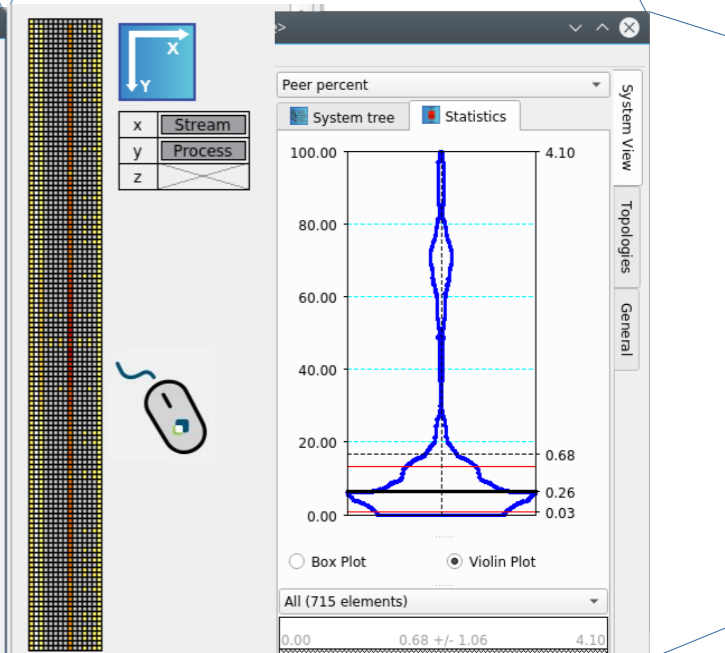 X
Y
x Stream
y Process
z
Peer percent
System tree
Statistics
100.00
4.10
80.00
60.00
40.00
20.00
0.68
0.26
0.03
0.00
Box Plot
Violin Plot
All (715 elements)
0.00 0.68 +/- 1.06 4.10
System View
Topologies
General